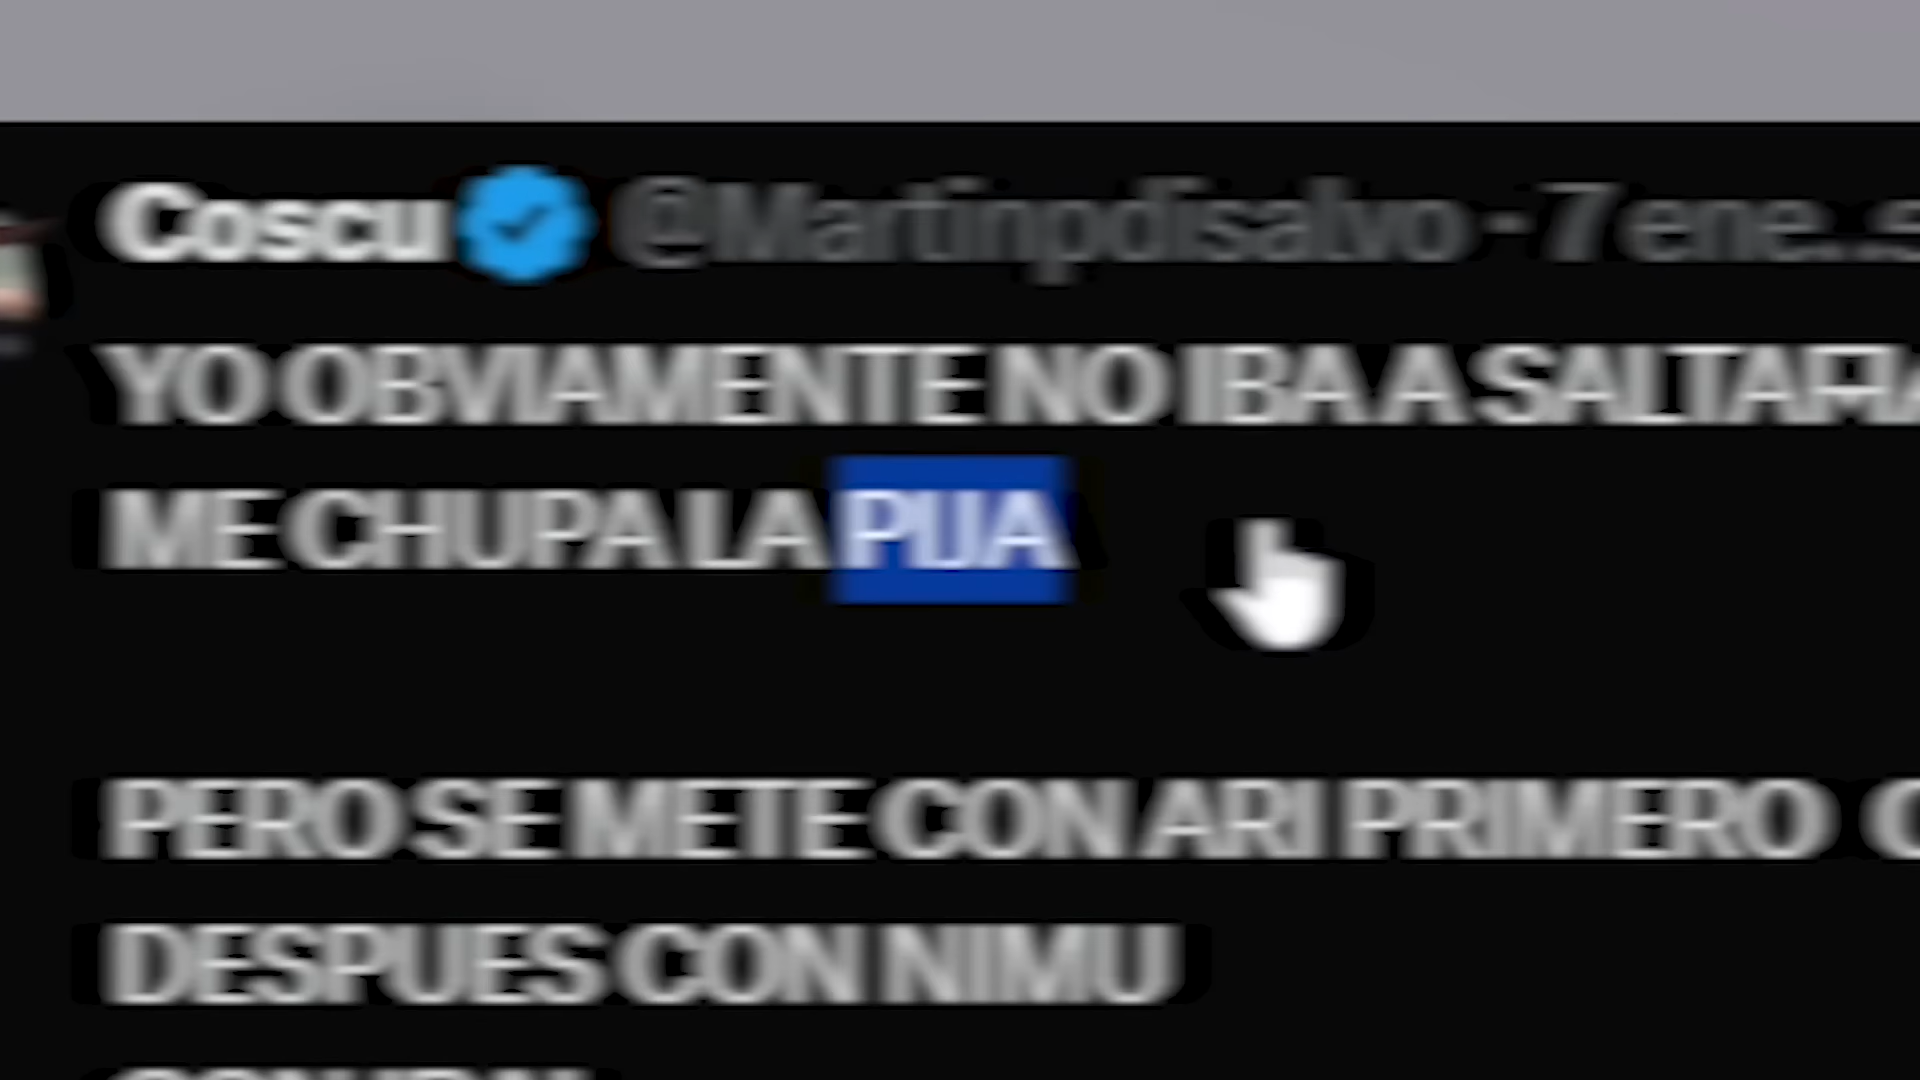 Coscu @Martinpdisalvo · 7 ene.
YO OBVIAMENTE NO IBA A SALTAR
ME CHUPA LA PIJA
PERO SE METE CON ARI PRIMERO
DESPUES CON NIMU